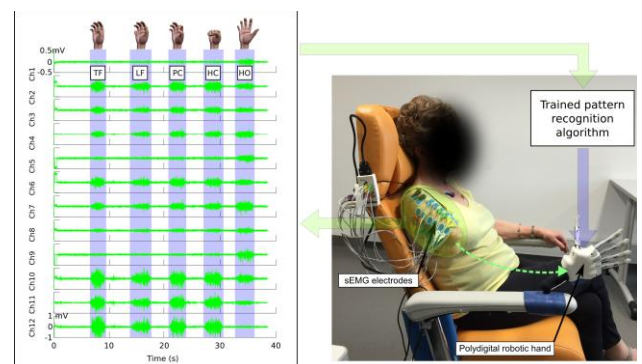 0.5mV
0
-0.5
Ch1
TF
LF
PC
HC
HO
Ch2
Ch3
Ch4
Ch5
Ch6
Ch7
Ch8
Ch9
Ch10
Ch11
1 mV
0
-1
Ch12
0
10
20
30
40
Time (s)
Trained pattern
recognition
algorithm
sEMG electrodes
Polydigital robotic hand